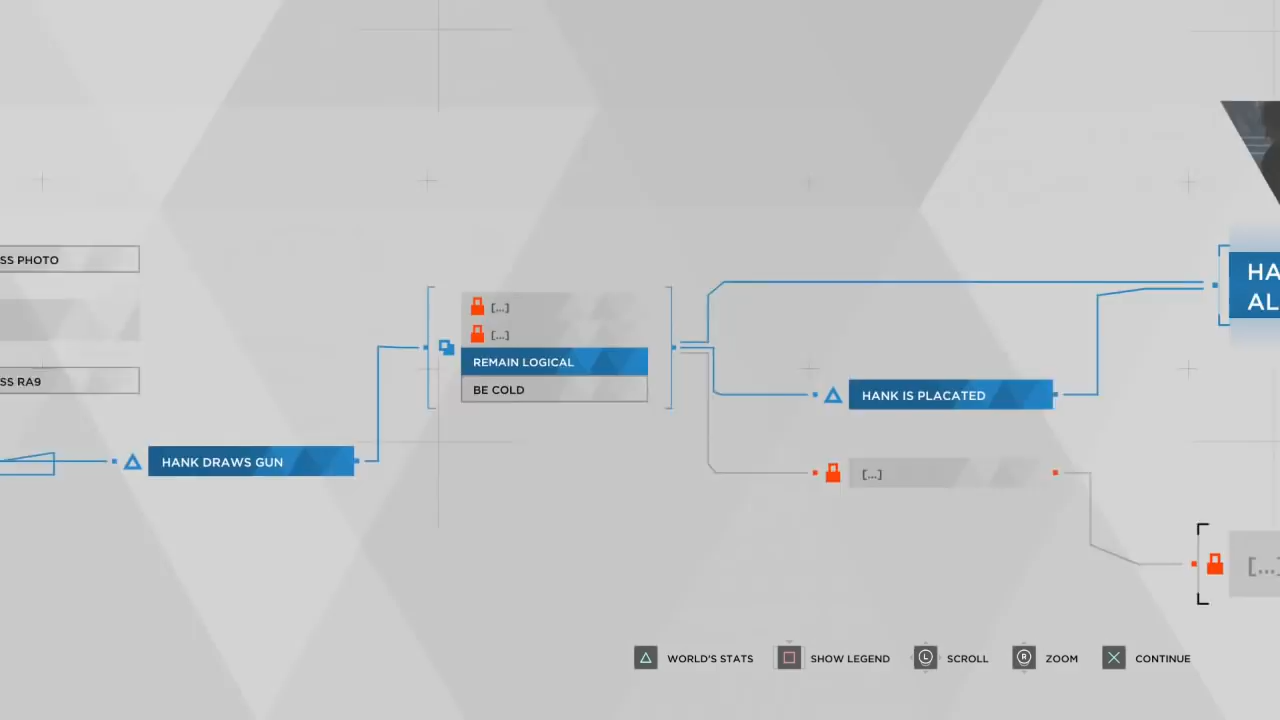 SS PHOTO
SS RA9
HANK DRAWS GUN
[...]
[...]
REMAIN LOGICAL
BE COLD
HANK IS PLACATED
[...]
HA
AL
[...
WORLD'S STATS
SHOW LEGEND
L
SCROLL
R
ZOOM
CONTINUE